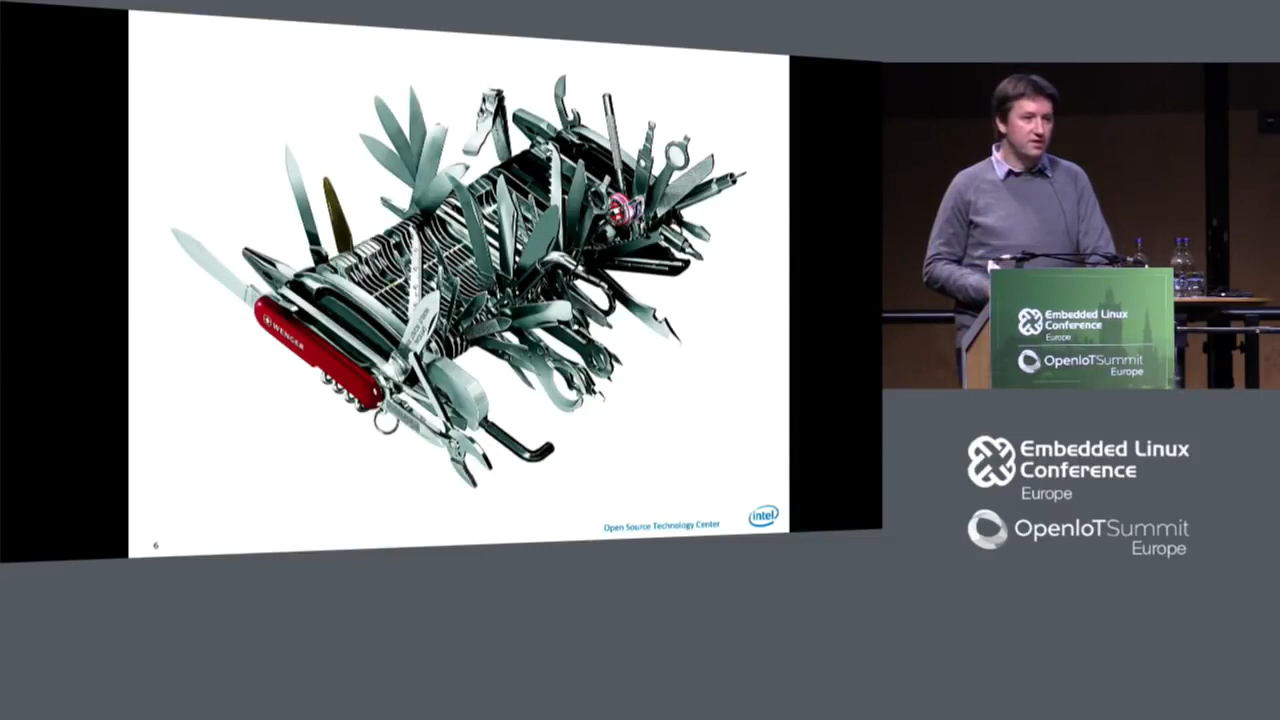 WENGER
Open Source Technology Center
intel
6
Embedded Linux
Conference
Europe
OpenIoTSummit
Europe
Embedded Linux
Conference
Europe
OpenIoTSummit
Europe